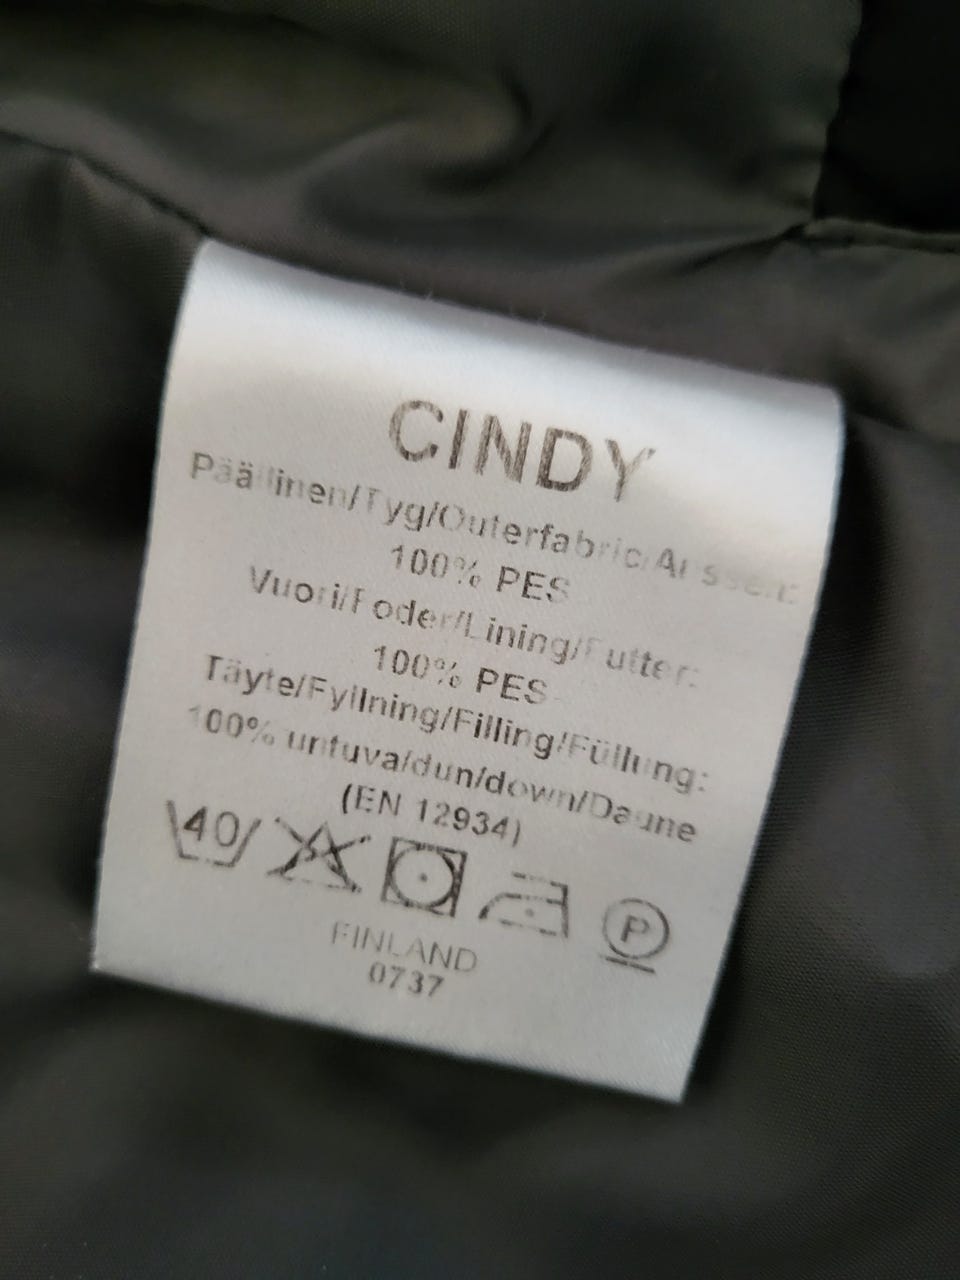 CINDY
Päällinen/Tyg/Outerfabric/Aussen:
100% PES
Vuori/Foder/Lining/Futter:
100% PES
Täyte/Fyllning/Filling/Füllung:
100% untuva/dun/down/Daune
(EN 12934)
40
P
FINLAND
0737